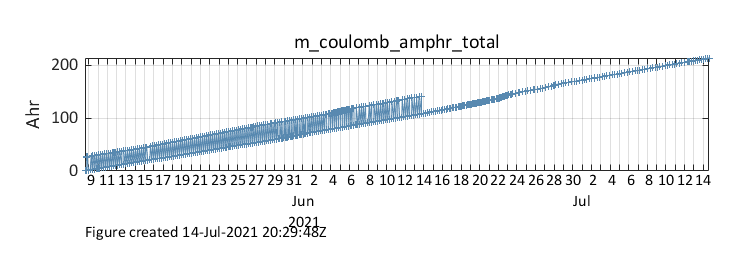 m_coulomb_amphr_total
Ahr
200
100
0
9 11 13 15 17 19 21 23 25 27 29 31 2 4 6 8 10 12 14 16 18 20 22 24 26 28 30 2 4 6 8 10 12 14
Jun Jul
2021
Figure created 14-Jul-2021 20:29:48Z